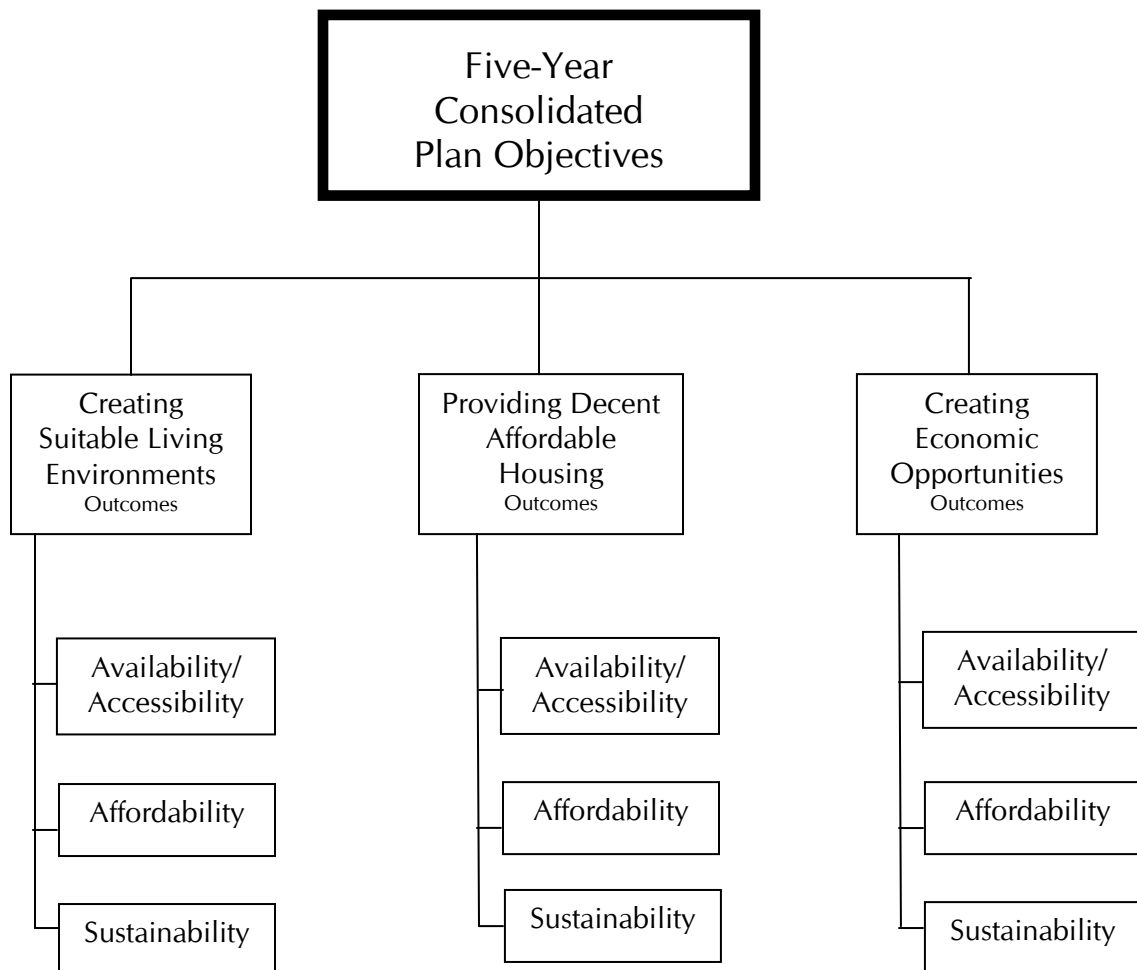 Five-Year
Consolidated
Plan Objectives
Creating
Suitable Living
Environments
Outcomes
Providing Decent
Affordable
Housing
Outcomes
Creating
Economic
Opportunities
Outcomes
Availability/
Accessibility
Affordability
Sustainability
Availability/
Accessibility
Affordability
Sustainability
Availability/
Accessibility
Affordability
Sustainability